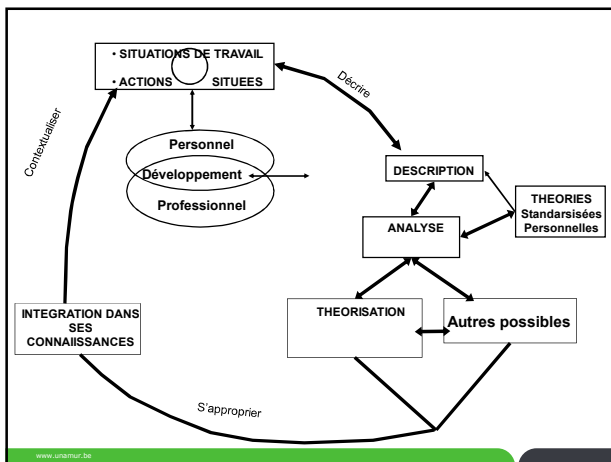 • SITUATIONS DE TRAVAIL
• ACTIONS SITUEES
Décrire
Contextualiser
Personnel
Développement
Professionnel
DESCRIPTION
THEORIES
Standarsisées
Personnelles
ANALYSE
INTEGRATION DANS
SES
CONNAIISSANCES
THEORISATION
Autres possibles
S'approprier
www.unamur.be